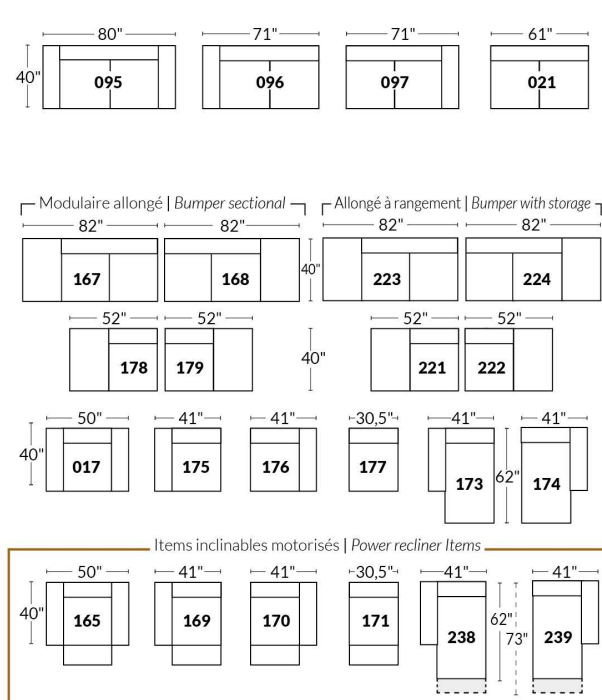 80" 71" 71" 61"
40" 095 096 097 021
Modulaire allongé | Bumper sectional Allongé à rangement | Bumper with storage
82" 82" 82" 82"
167 168 40" 223 224
52" 52" 52" 52"
178 179 40" 221 222
50" 41" 41" 30,5" 41" 41"
40" 017 175 176 177 173 62" 174
Items inclinables motorisés | Power recliner Items
50" 41" 41" 30,5" 41" 41"
40" 165 169 170 171 238 62" 73" 239